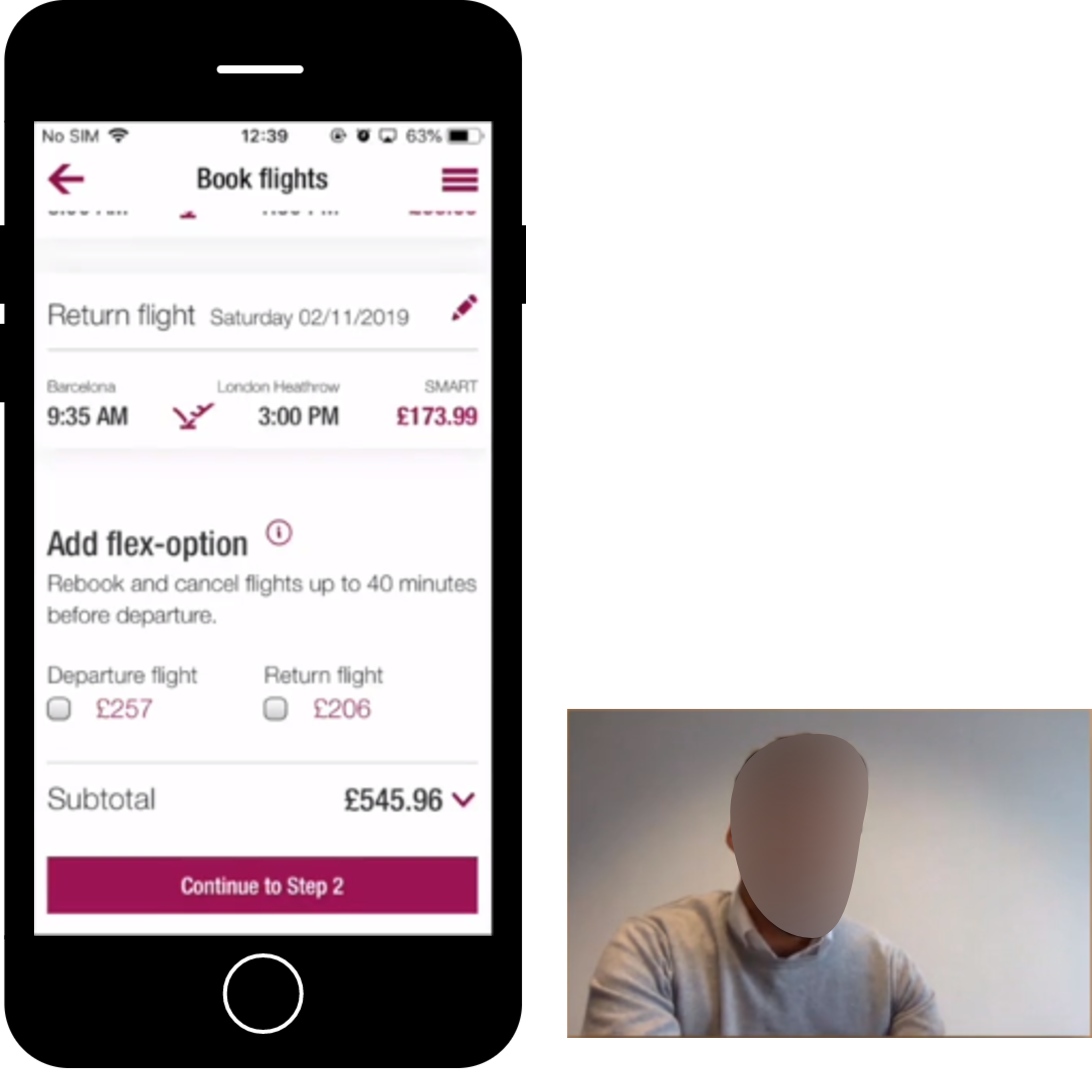 No SIM 12:39 63%
Book flights
Return flight Saturday 02/11/2019
Barcelona London Heathrow SMART
9:35 AM 3:00 PM £173.99
Add flex-option i
Rebook and cancel flights up to 40 minutes
before departure.
Departure flight Return flight
£257 £206
Subtotal £545.96
Continue to Step 2